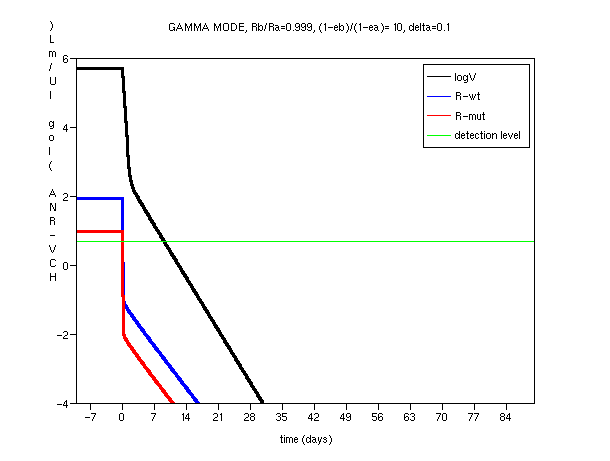 GAMMA MODE, Rb/Ra=0.999, (1-eb)/(1-ea)= 10, delta=0.1
HCV-RNA (log IU/mL)
6
4
2
0
-2
-4
-7 0 7 14 21 28 35 42 49 56 63 70 77 84
time (days)
logV
R-wt
R-mut
detection level